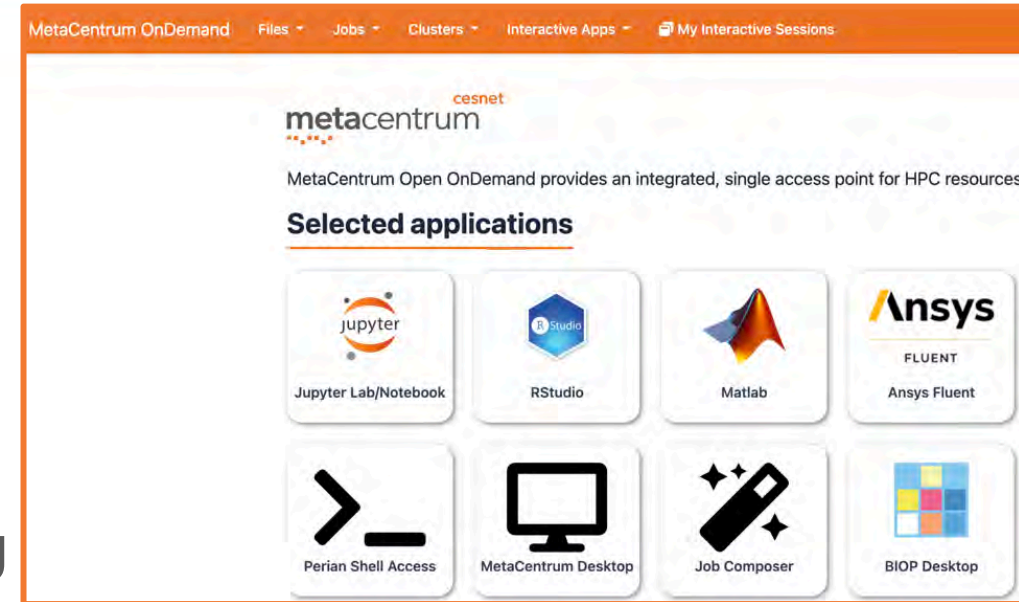 MetaCentrum OnDemand Files Jobs Clusters Interactive Apps My Interactive Sessions
cesnet
metacentrum
MetaCentrum Open OnDemand provides an integrated, single access point for HPC resources
Selected applications
jupyter
R Studio
Ansys
FLUENT
Jupyter Lab/Notebook RStudio Matlab Ansys Fluent
Perian Shell Access MetaCentrum Desktop Job Composer BIOP Desktop